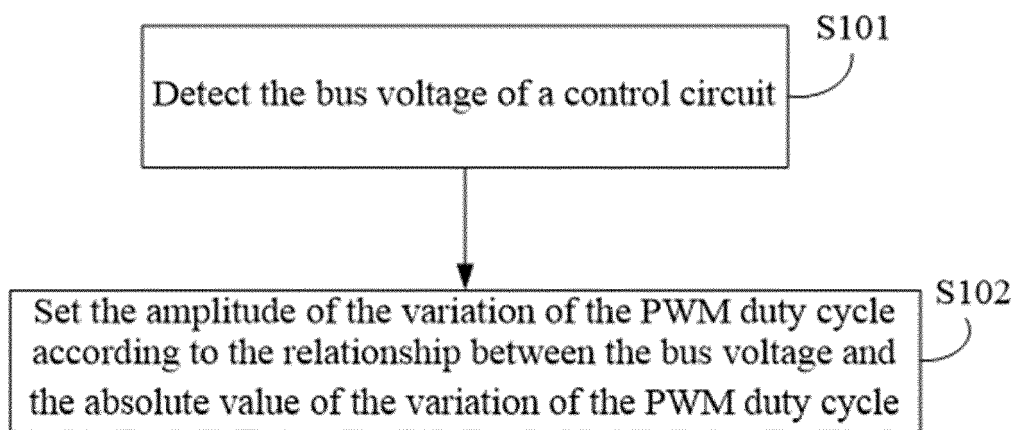 S101
Detect the bus voltage of a control circuit
S102
Set the amplitude of the variation of the PWM duty cycle
according to the relationship between the bus voltage and
the absolute value of the variation of the PWM duty cycle